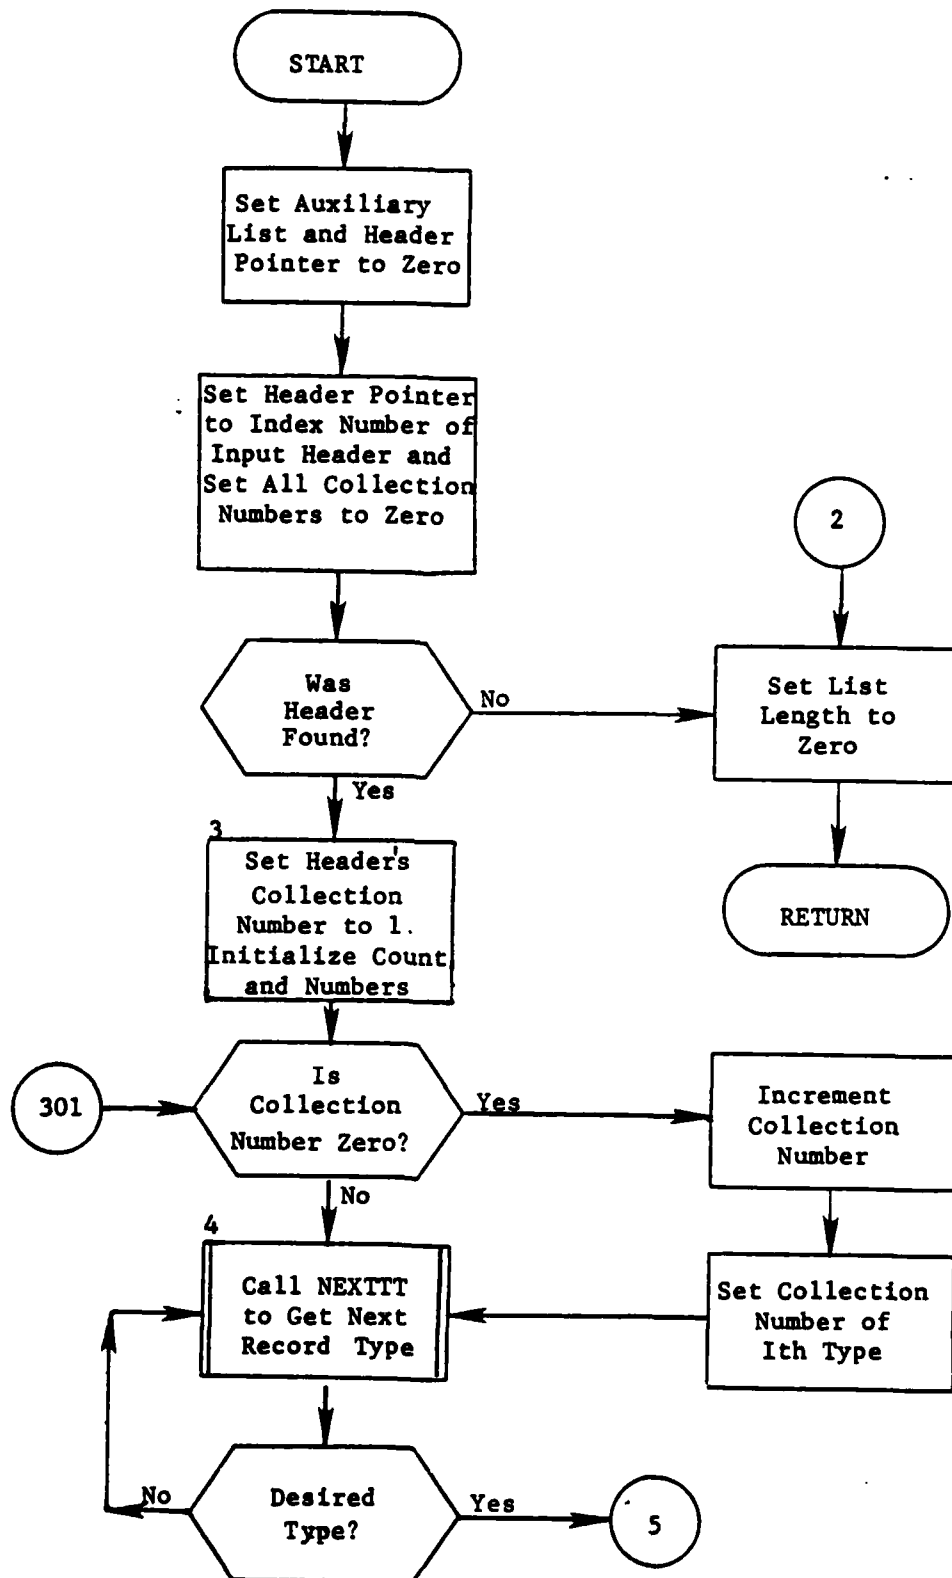 START
Set Auxiliary
List and Header
Pointer to Zero
Set Header Pointer
to Index Number of
Input Header and
Set All Collection
Numbers to Zero
2
Was
Header
Found?
No
Set List
Length to
Zero
Yes
RETURN
3
Set Header's
Collection
Number to 1.
Initialize Count
and Numbers
301
Is
Collection
Number Zero?
Yes
Increment
Collection
Number
No
4
Call NEXTTT
to Get Next
Record Type
Set Collection
Number of
Ith Type
Desired
Type?
No
Yes
5